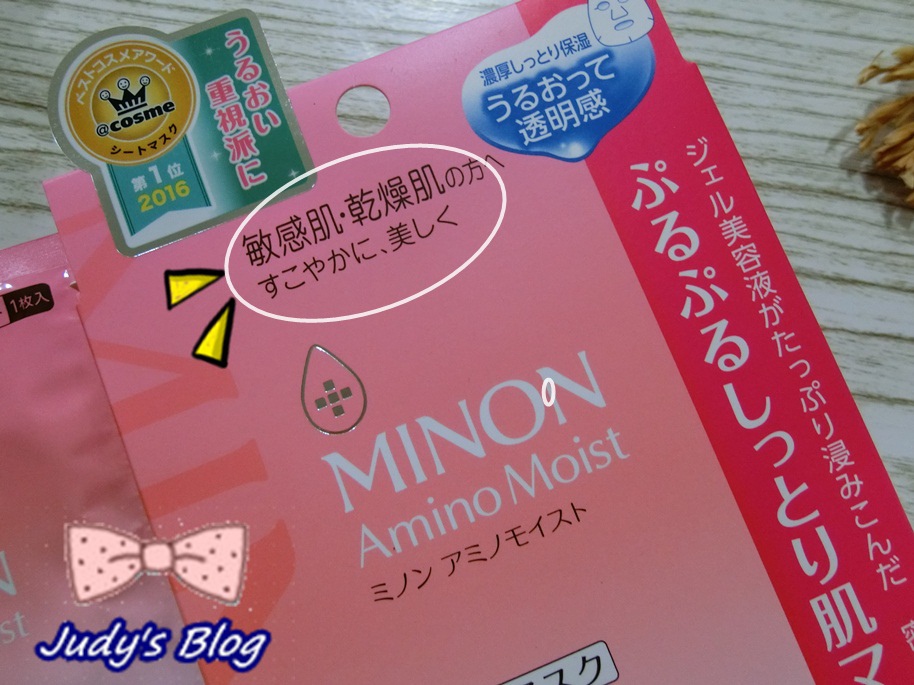 ベストコスメアワード
@cosme
シートマスク
第1位
2016
うるおい
重視派に
濃厚しっとり保湿
うるおって
透明感
敏感肌・乾燥肌の方へ
すこやかに、美しく
MINON
Amino Moist
ミノン アミノモイスト
ジェル美容液がたっぷり浸みこんだ
ぷるぷるしっとり肌マ
1枚入
スク
Judy's Blog